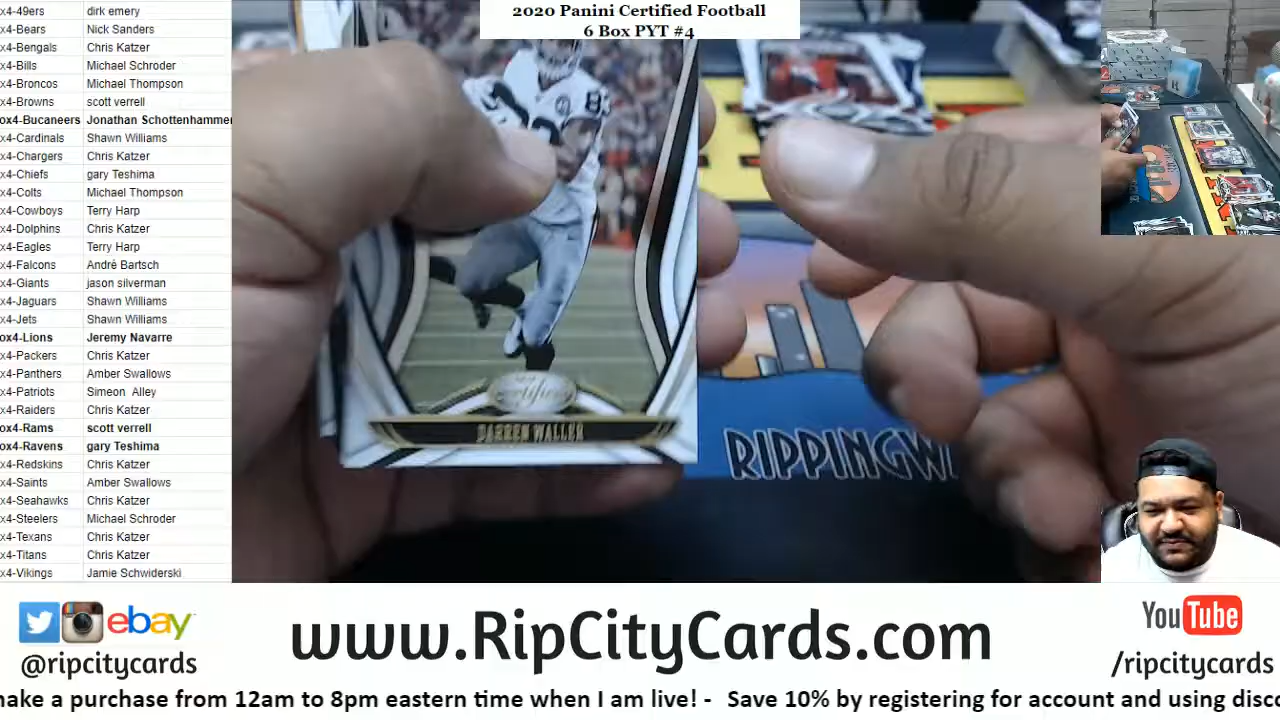 2020 Panini Certified Football
6 Box PYT #4
x4-49ers dirk emery
x4-Bears Nick Sanders
x4-Bengals Chris Katzer
x4-Bills Michael Schroder
x4-Broncos Michael Thompson
x4-Browns scott verrell
ox4-Bucaneers Jonathan Schottenhammer
x4-Cardinals Shawn Williams
x4-Chargers Chris Katzer
x4-Chiefs gary Teshima
x4-Colts Michael Thompson
x4-Cowboys Terry Harp
x4-Dolphins Chris Katzer
x4-Eagles Terry Harp
x4-Falcons Andrè Bartsch
x4-Giants jason silverman
x4-Jaguars Shawn Williams
x4-Jets Shawn Williams
ox4-Lions Jeremy Navarre
x4-Packers Chris Katzer
x4-Panthers Amber Swallows
x4-Patriots Simeon Alley
x4-Raiders Chris Katzer
ox4-Rams scott verrell
ox4-Ravens gary Teshima
x4-Redskins Chris Katzer
x4-Saints Amber Swallows
x4-Seahawks Chris Katzer
x4-Steelers Michael Schroder
x4-Texans Chris Katzer
x4-Titans Chris Katzer
x4-Vikings Jamie Schwiderski
83
Certified
DARREN WALLER
RIPPINGW
ebay
@ripcitycards
www.RipCityCards.com
YouTube
/ripcitycards
make a purchase from 12am to 8pm eastern time when I am live! - Save 10% by registering for account and using disco